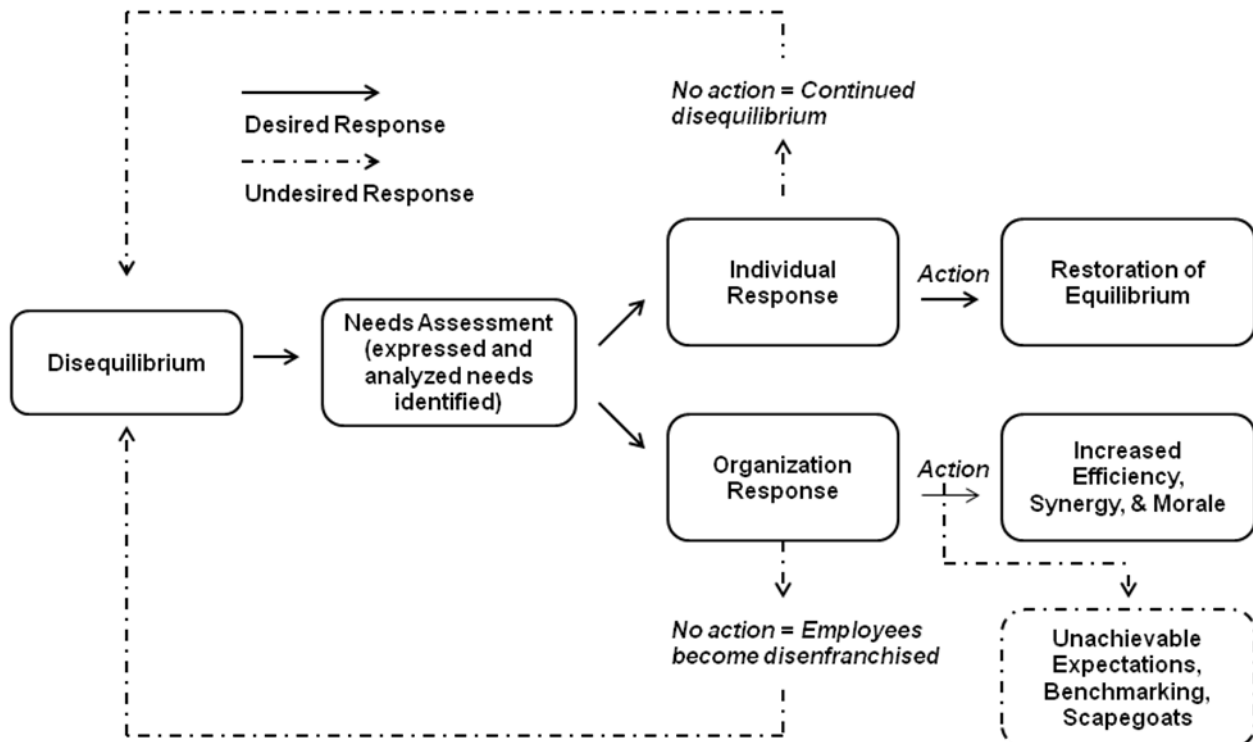 No action = Continued
disequilibrium
Desired Response
Undesired Response
Individual
Response
Action
Restoration of
Equilibrium
Disequilibrium
Needs Assessment
(expressed and
analyzed needs
identified)
Organization
Response
Action
Increased
Efficiency,
Synergy, & Morale
No action = Employees
become disenfranchised
Unachievable
Expectations,
Benchmarking,
Scapegoats